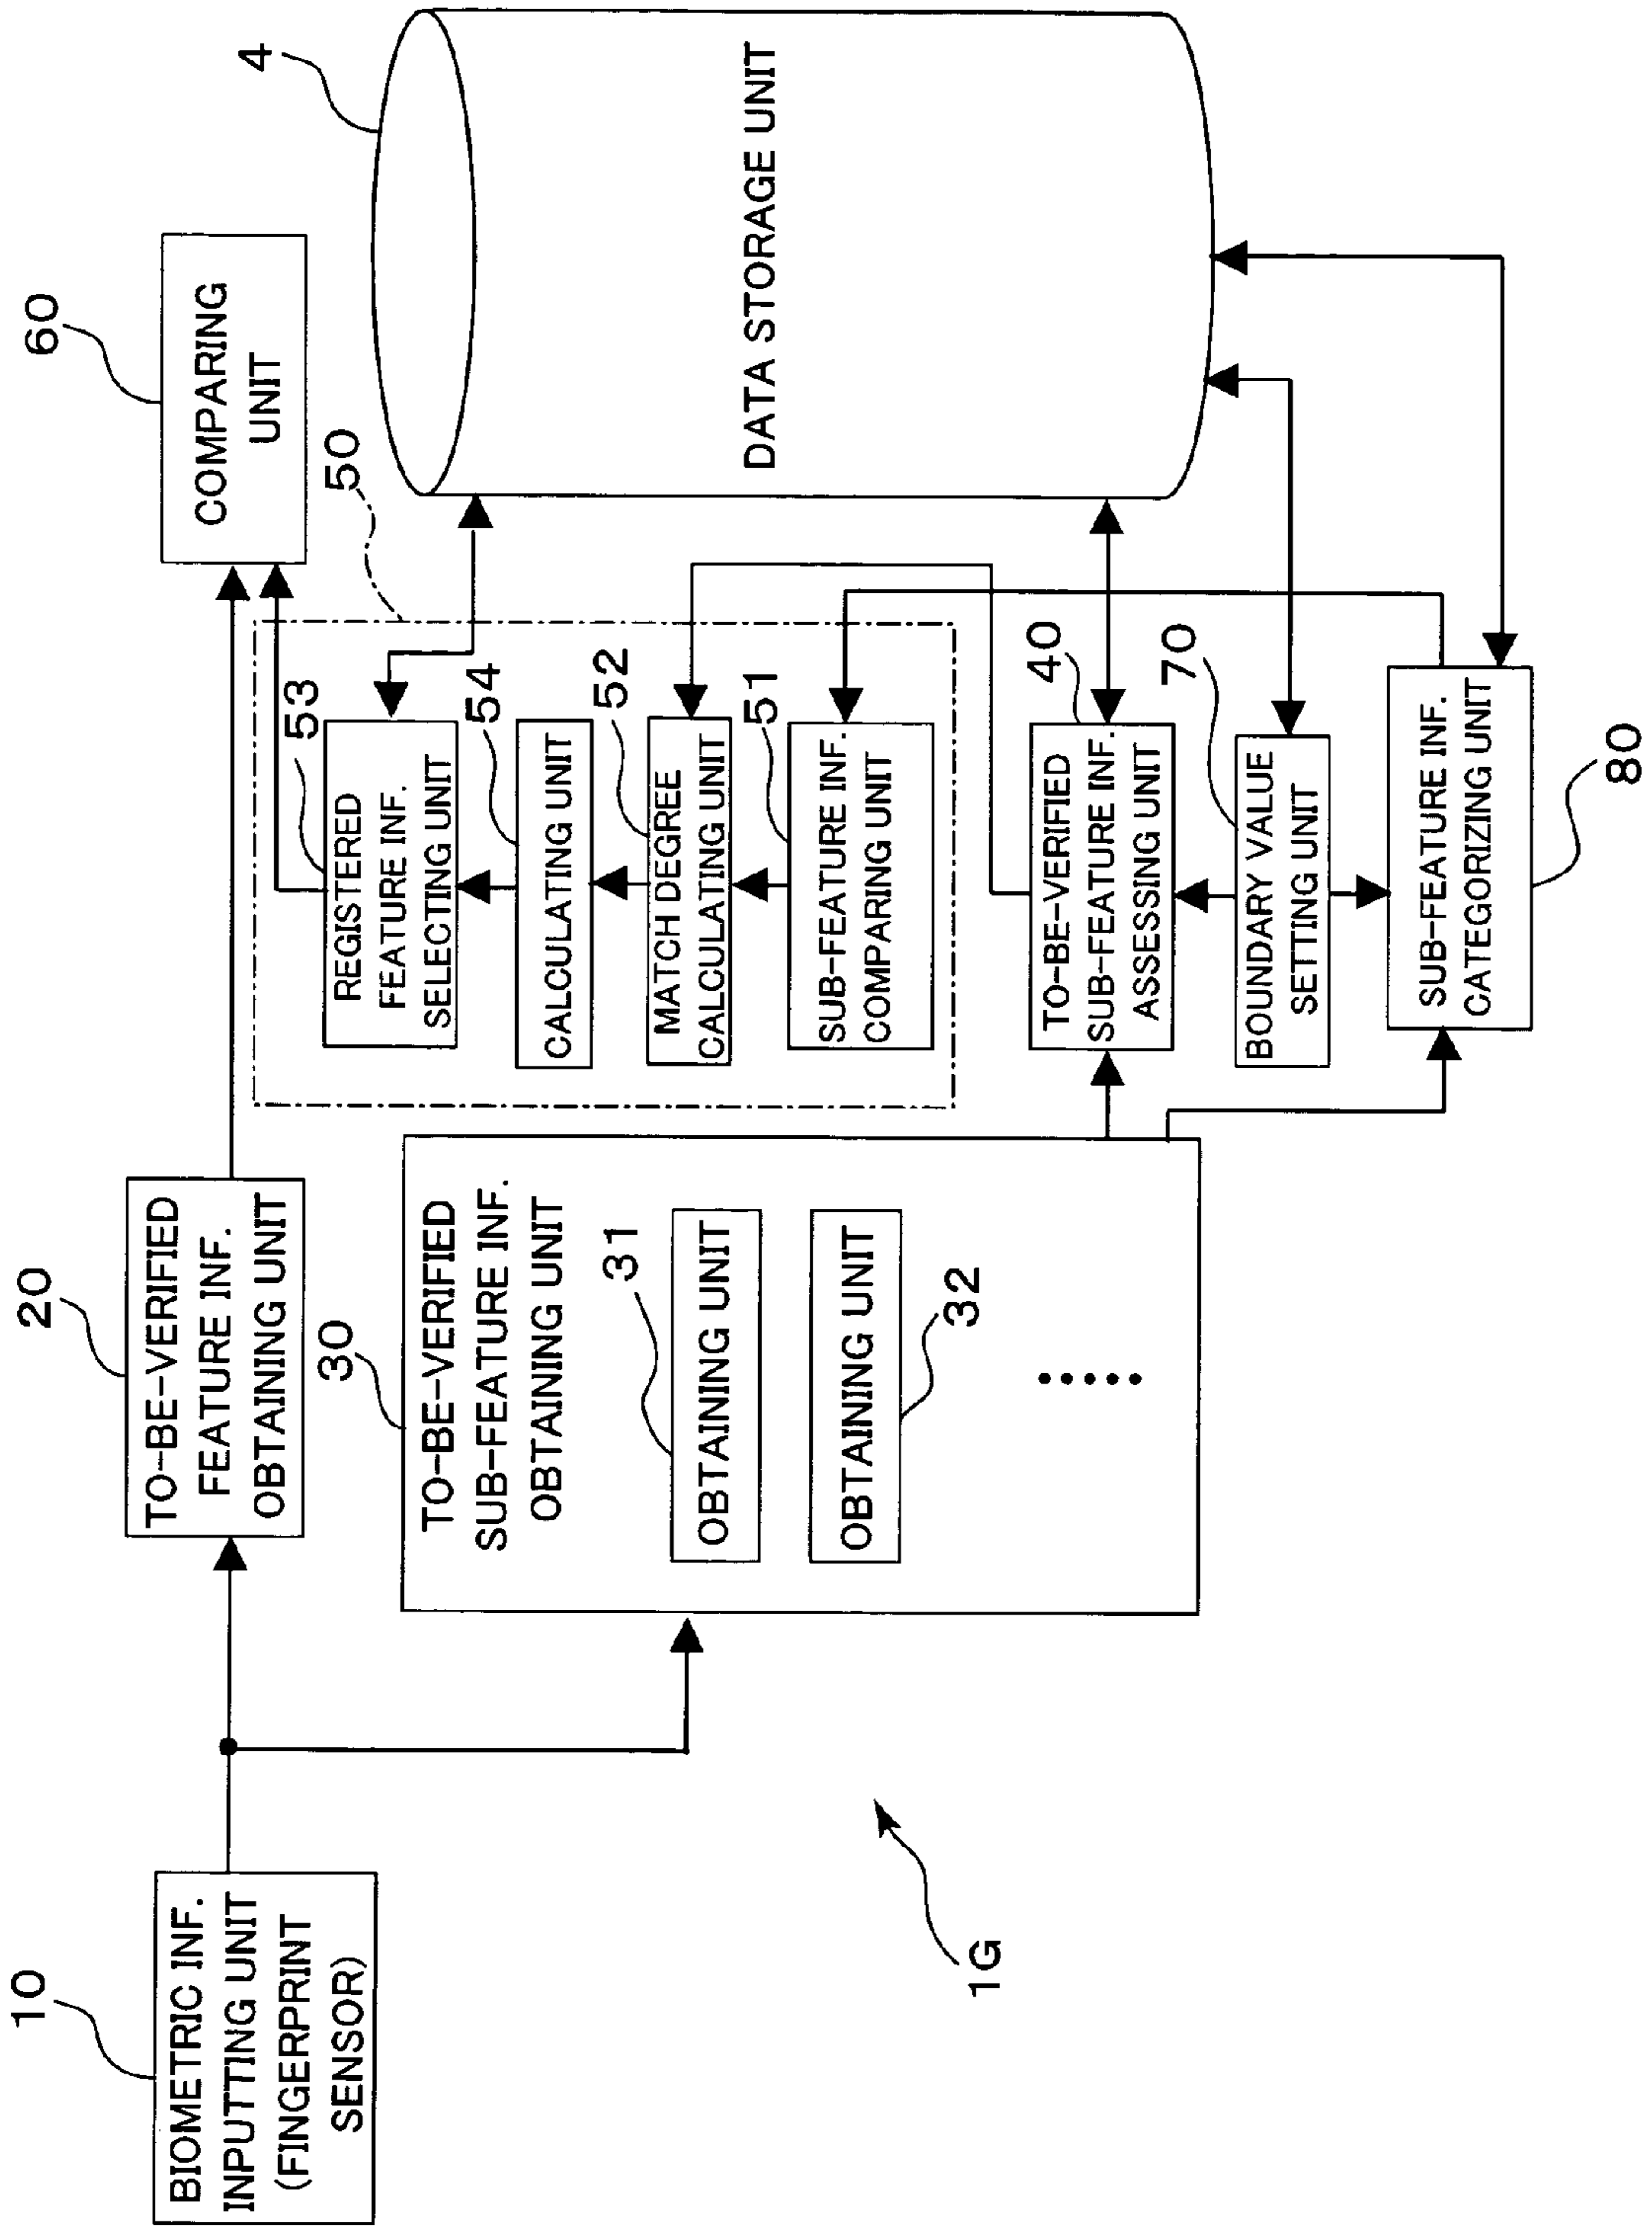 10
BIOMETRIC INF.
INPUTTING UNIT
(FINGERPRINT
SENSOR)
20
TO-BE-VERIFIED
FEATURE INF.
OBTAINING UNIT
60
COMPARING
UNIT
30
TO-BE-VERIFIED
SUB-FEATURE INF.
OBTAINING UNIT
31
OBTAINING UNIT
OBTAINING UNIT
32
50
53
REGISTERED
FEATURE INF.
SELECTING UNIT
54
CALCULATING UNIT
52
MATCH DEGREE
CALCULATING UNIT
51
SUB-FEATURE INF.
COMPARING UNIT
40
TO-BE-VERIFIED
SUB-FEATURE INF.
ASSESSING UNIT
70
BOUNDARY VALUE
SETTING UNIT
SUB-FEATURE INF.
CATEGORIZING UNIT
80
4
DATA STORAGE UNIT
1G